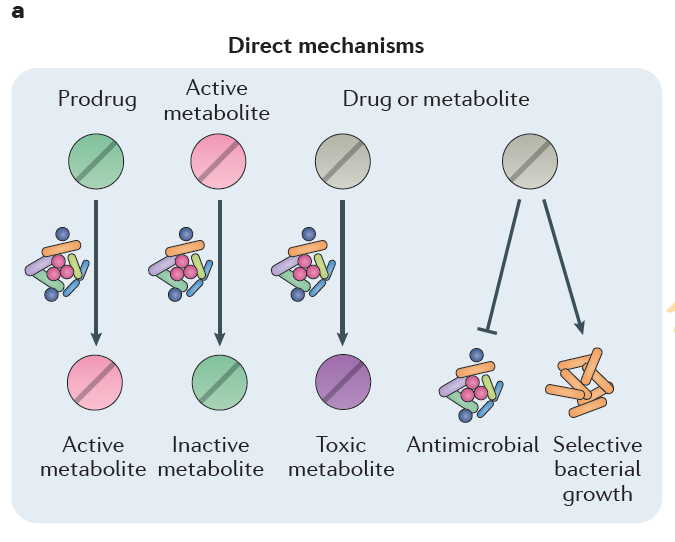 a
Direct mechanisms
Prodrug
Active
metabolite
Drug or metabolite
Active
metabolite
Inactive
metabolite
Toxic
metabolite
Antimicrobial
Selective
bacterial
growth